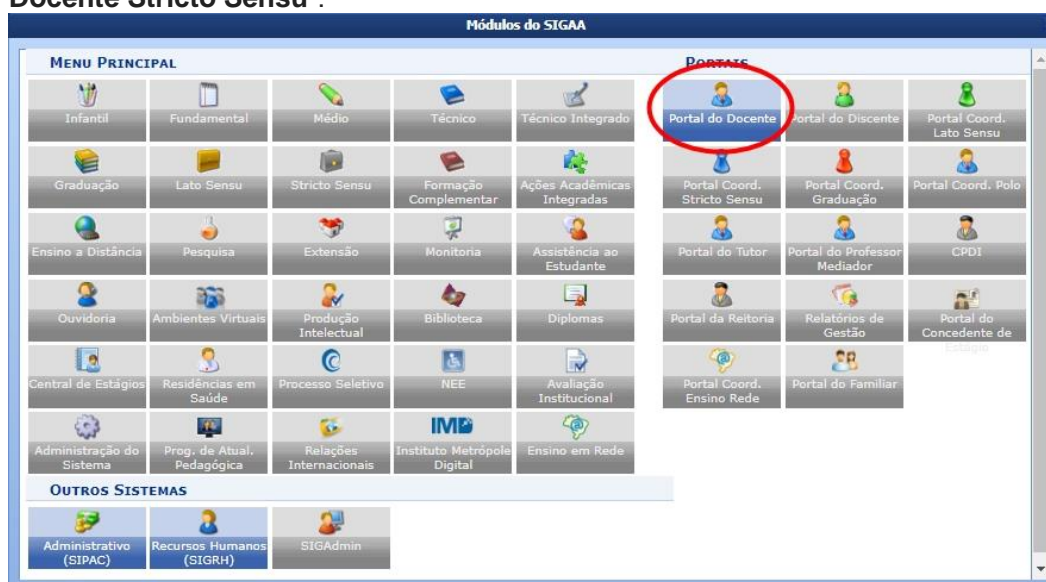 Docente Stricto Sensu".
Módulos do SIGAA
MENU PRINCIPAL
PORTAIS
Infantil
Fundamental
Médio
Técnico
Técnico Integrado
Portal do Docente
Portal do Discente
Portal Coord.
Lato Sensu
Graduação
Lato Sensu
Stricto Sensu
Formação
Complementar
Ações Acadêmicas
Integradas
Portal Coord.
Stricto Sensu
Portal Coord.
Graduação
Portal Coord. Polo
Ensino a Distância
Pesquisa
Extensão
Monitoria
Assistência ao
Estudante
Portal do Tutor
Portal do Professor
Mediador
CPDI
Ouvidoria
Ambientes Virtuais
Produção
Intelectual
Biblioteca
Diplomas
Portal da Reitoria
Relatórios de
Gestão
Portal do
Concedente de
Estágio
Central de Estágios
Residências em
Saúde
Processo Seletivo
NEE
Avaliação
Institucional
Portal Coord.
Ensino Rede
Portal do Familiar
Administração do
Sistema
Prog. de Atual.
Pedagógica
Relações
Internacionais
IMD
Instituto Metrópole
Digital
Ensino em Rede
OUTROS SISTEMAS
Administrativo
(SIPAC)
Recursos Humanos
(SIGRH)
SIGAdmin